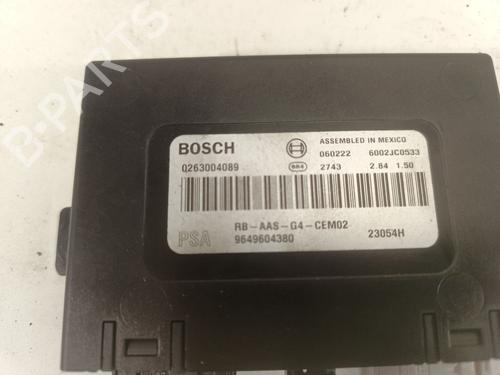 B-PARTS
BOSCH
ASSEMBLED IN MEXICO
060222 6002JC0533
0263004089
884 2743 2.84 1.50
RB-AAS-G4-CEM02
PSA 9649604380 23054H